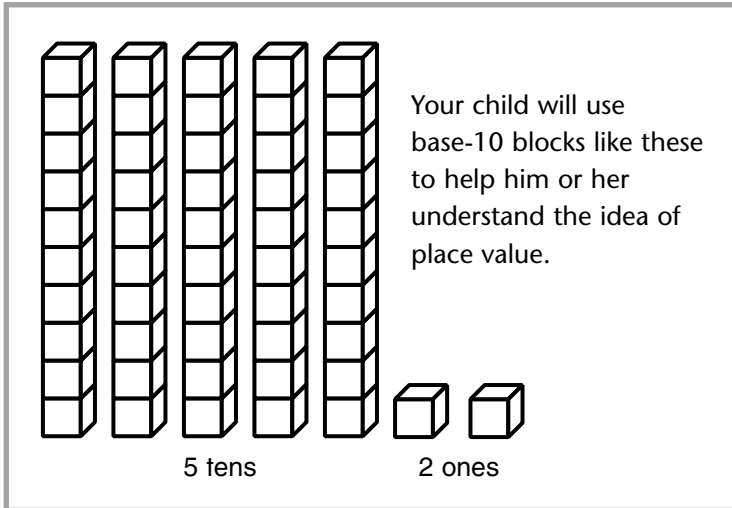 Your child will use
base-10 blocks like these
to help him or her
understand the idea of
place value.
5 tens
2 ones